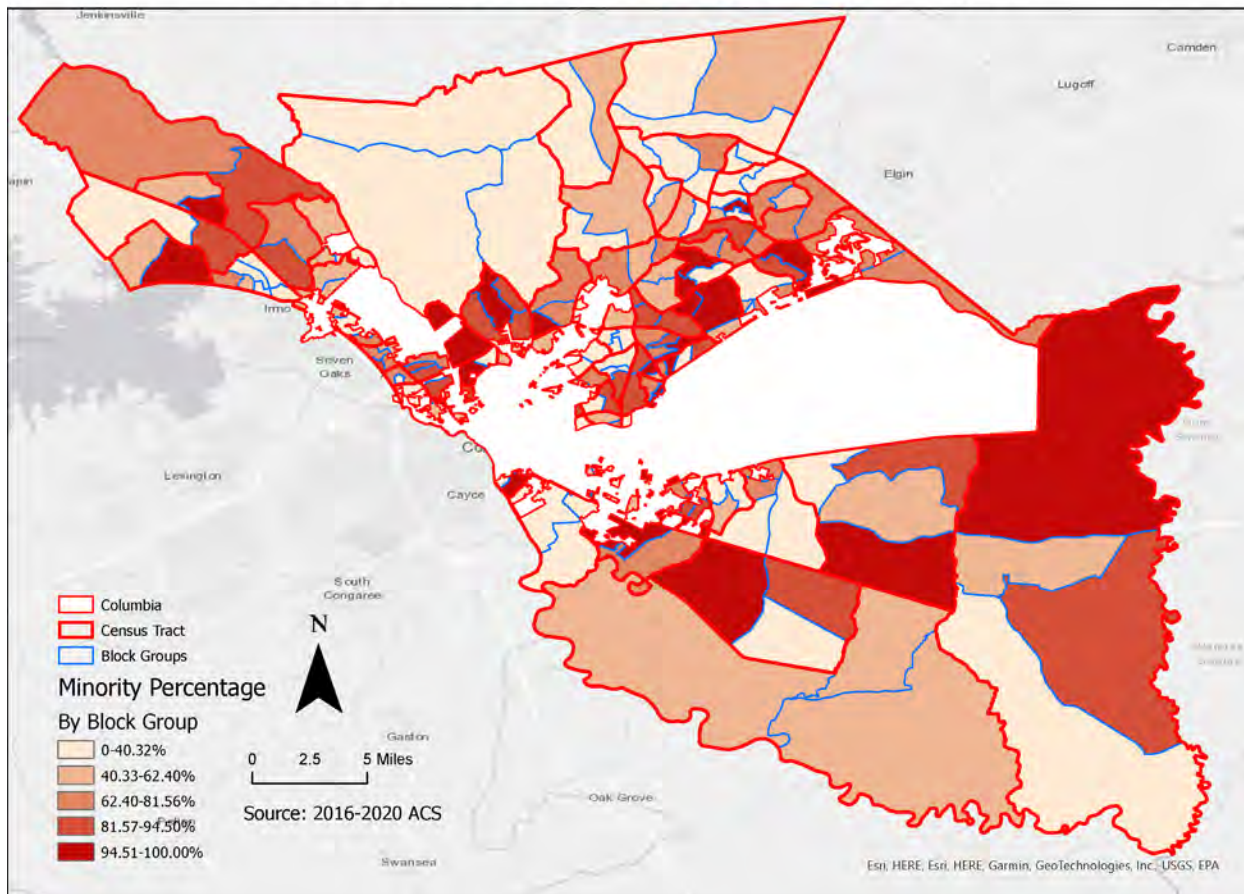 Jenkinsville
Camden
Lugoff
Elgin
apin
Irmo
Seven
Oaks
Lexington
Co
Cayce
South
Congaree
Columbia
Census Tract
Block Groups
N
Minority Percentage
By Block Group
0-40.32%
40.33-62.40%
62.40-81.56%
81.57-94.50%
94.51-100.00%
0 2.5 5 Miles
Source: 2016-2020 ACS
Gaston
Oak Grove
Swansea
Esri, HERE, Esri, HERE, Garmin, GeoTechnologies, Inc., USGS, EPA